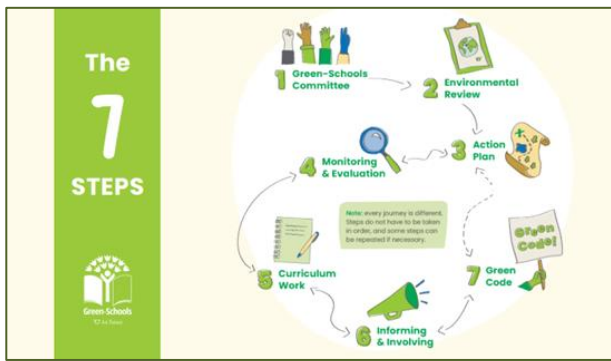 The
7
STEPS
Green-Schools
1 Green-Schools
Committee
2 Environmental
Review
3 Action
Plan
4 Monitoring
& Evaluation
Note: every journey is different.
Steps do not have to be taken
in order, and some steps can
be repeated if necessary.
5 Curriculum
Work
6 Informing
& Involving
7 Green
Code
Green
Code!